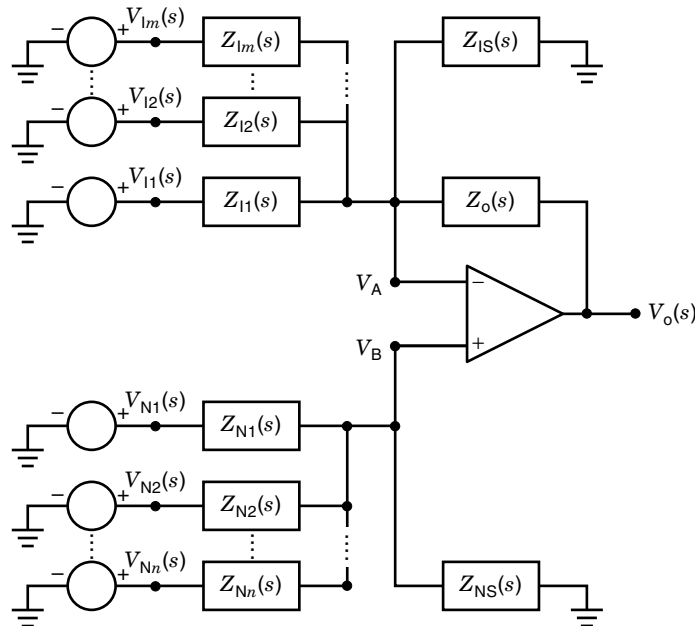 V_Im(s)
− + Z_Im(s) Z_IS(s)
V_I2(s)
− + Z_I2(s)
V_I1(s)
− + Z_I1(s) Z_o(s)
V_A −
V_o(s)
V_B +
V_N1(s)
− + Z_N1(s)
V_N2(s)
− + Z_N2(s)
V_Nn(s)
− + Z_Nn(s) Z_NS(s)